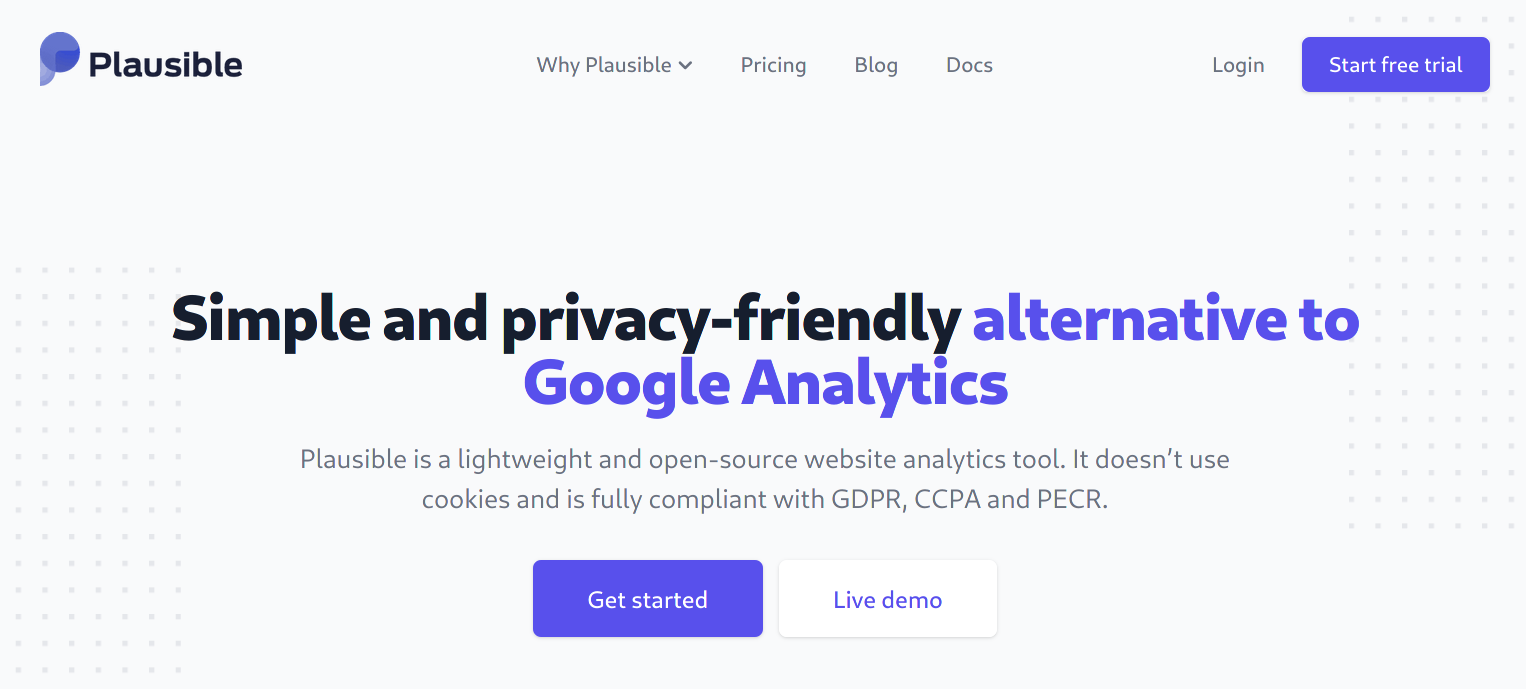 Plausible
Why Plausible
Pricing
Blog
Docs
Login
Start free trial
Simple and privacy-friendly alternative to
Google Analytics
Plausible is a lightweight and open-source website analytics tool. It doesn’t use
cookies and is fully compliant with GDPR, CCPA and PECR.
Get started
Live demo